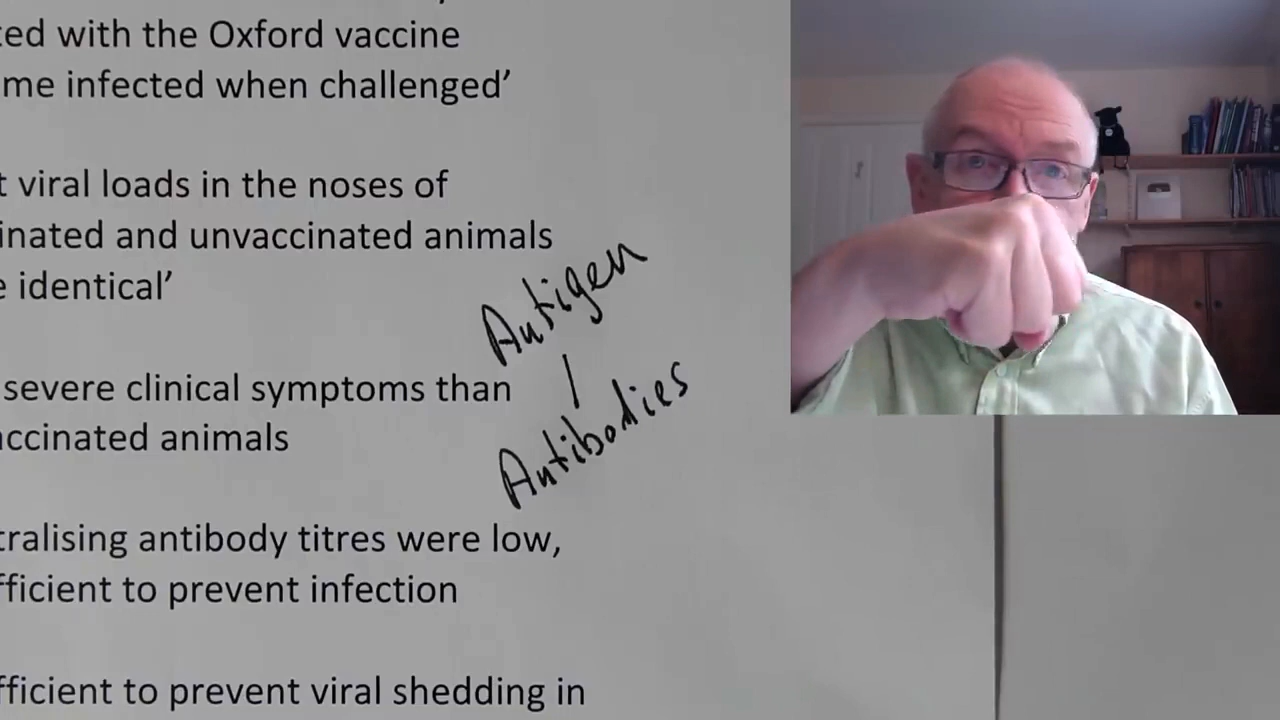 ted with the Oxford vaccine
me infected when challenged’
t viral loads in the noses of
inated and unvaccinated animals
e identical’
Antigen
severe clinical symptoms than
accinated animals
Antibodies
tralising antibody titres were low,
fficient to prevent infection
fficient to prevent viral shedding in